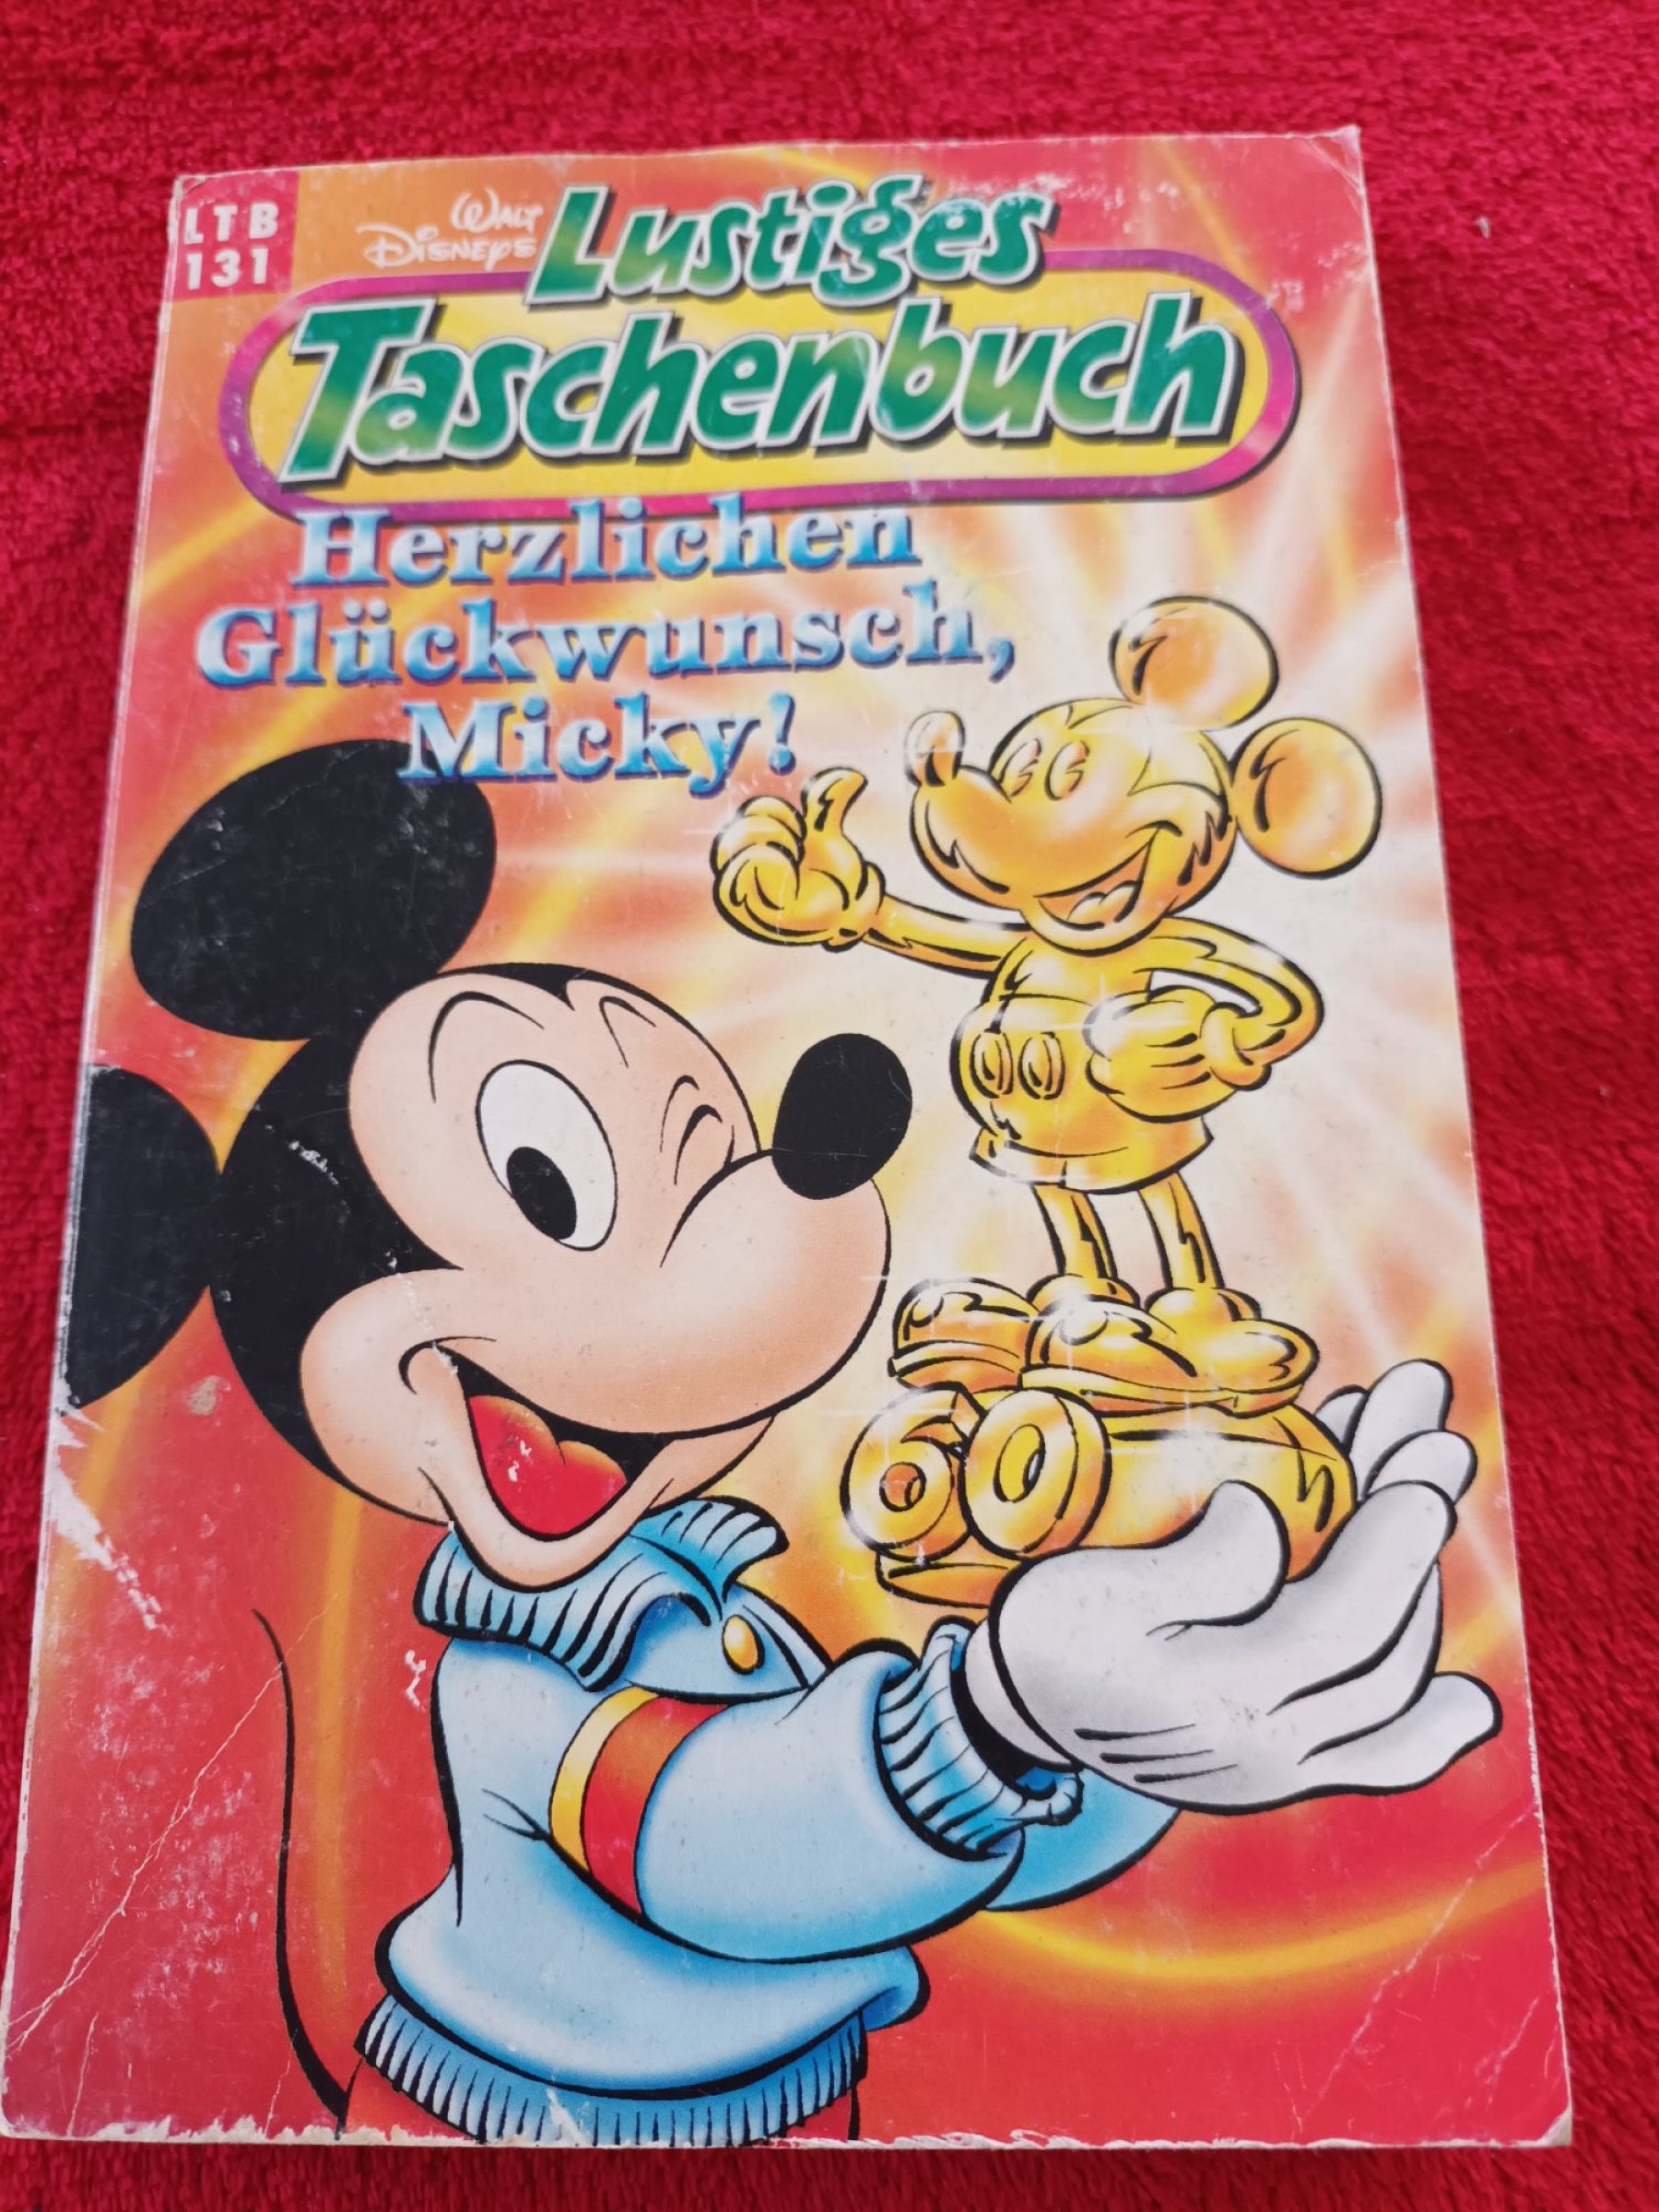 LTB
131
WALT
DISNEY'S
Lustiges
Taschenbuch
Herzlichen
Glückwunsch,
Micky!
60